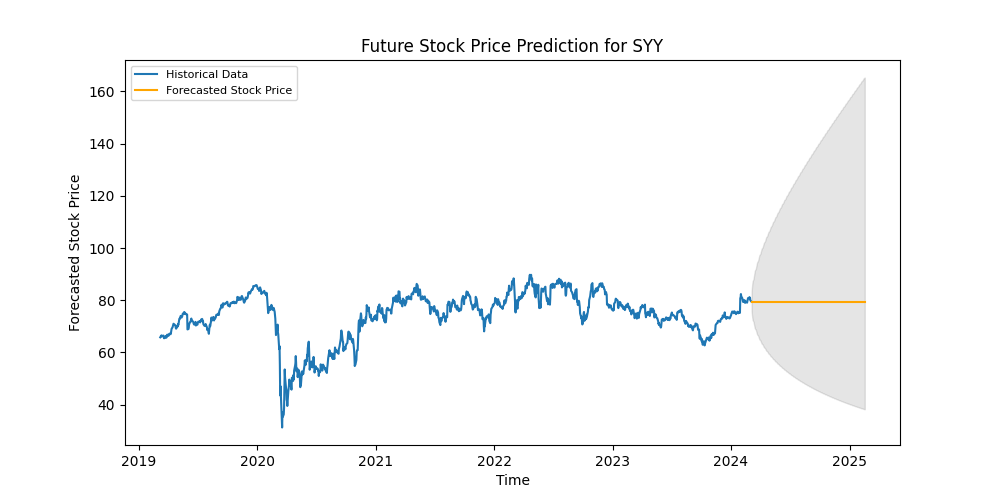 Future Stock Price Prediction for SYY
Historical Data
Forecasted Stock Price
Forecasted Stock Price
160
140
120
100
80
60
40
2019
2020
2021
2022
2023
2024
2025
Time